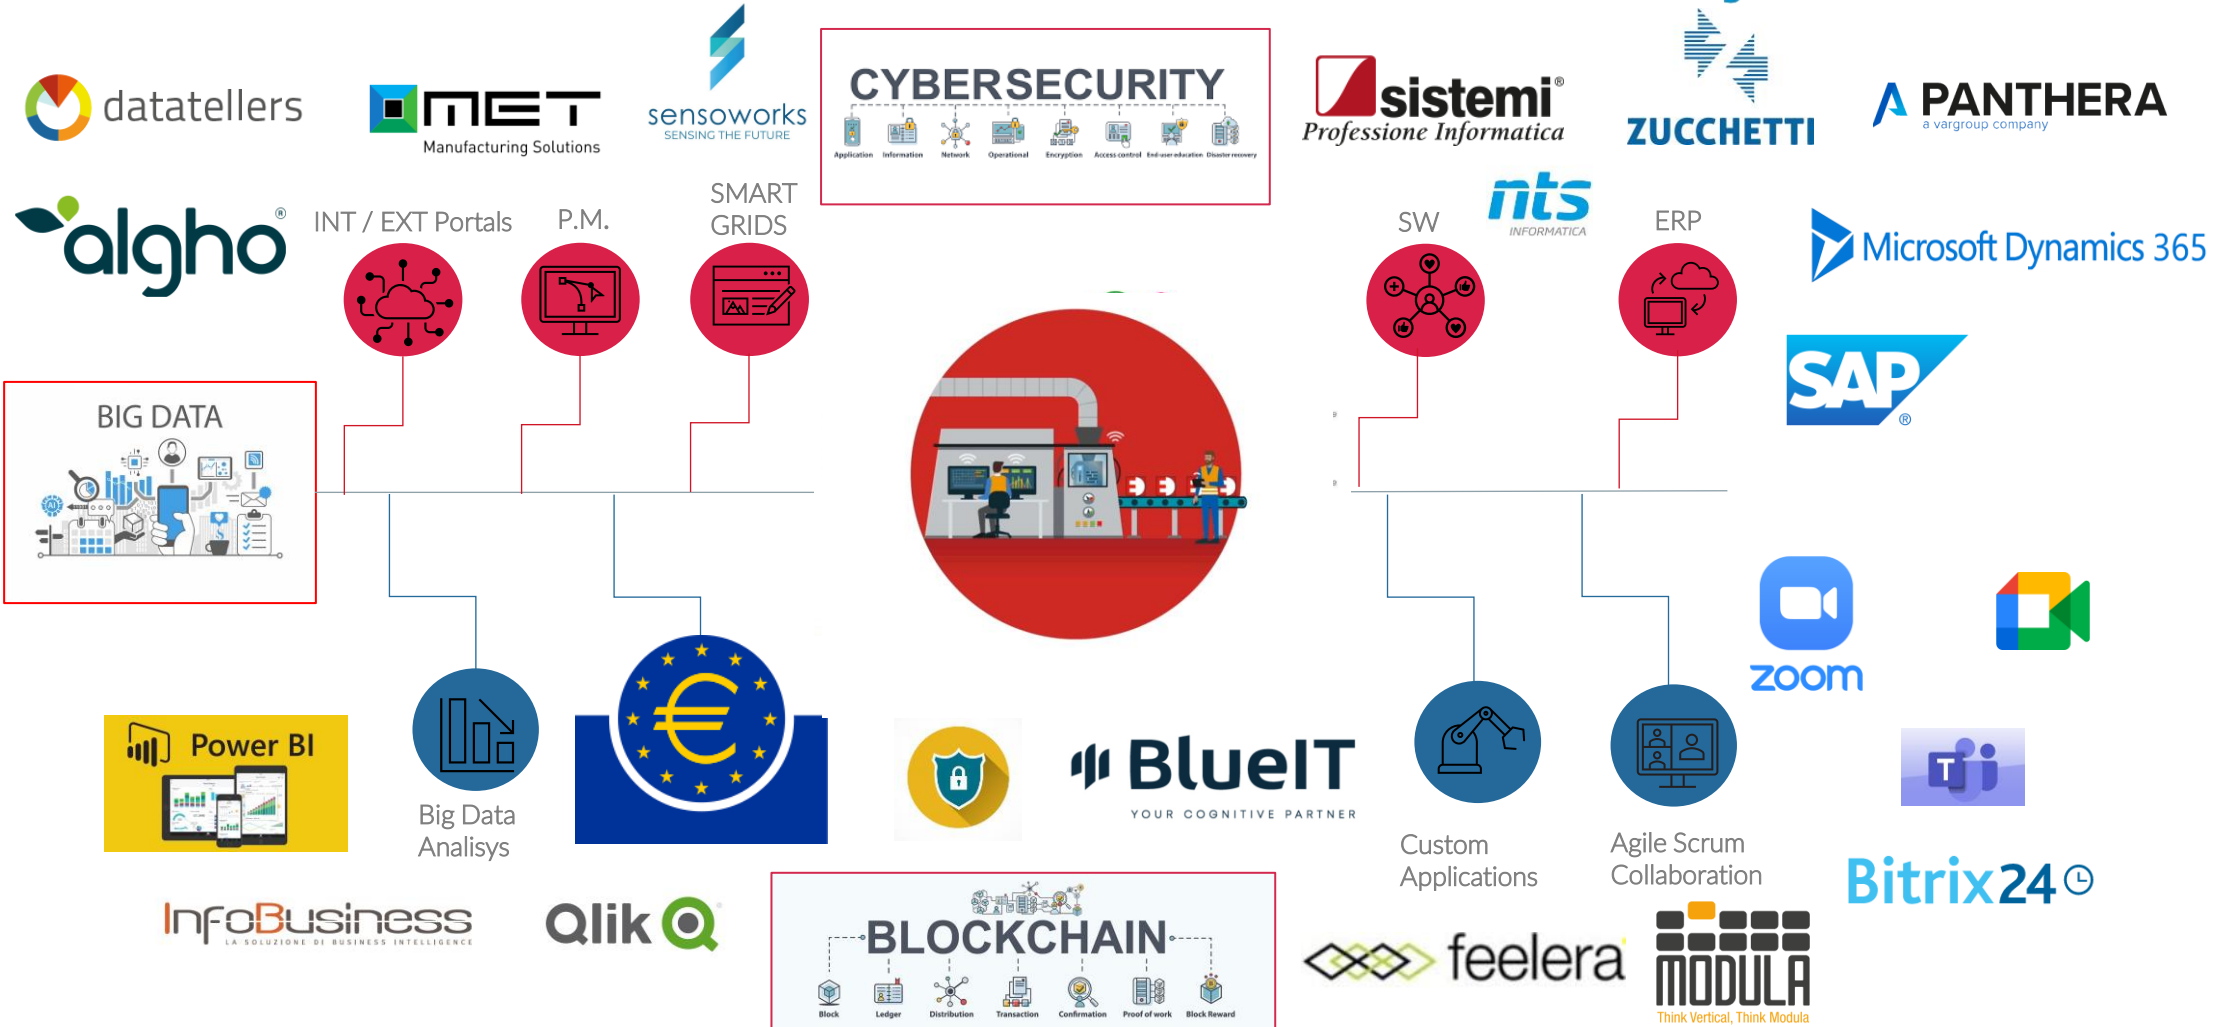 datatellers
MET
Manufacturing Solutions
sensoworks
SENSING THE FUTURE
CYBERSECURITY
Application
Information
Network
Operational
Encryption
Access control
End-user education
Disaster recovery
sistemi®
Professione Informatica
ZUCCHETTI
PANTHERA
a vargroup company
algho®
INT / EXT Portals
P.M.
SMART
GRIDS
SW
nts
INFORMATICA
ERP
Microsoft Dynamics 365
SAP®
BIG DATA
AI
zoom
Power BI
Big Data
Analisys
€
BlueIT
YOUR COGNITIVE PARTNER
Custom
Applications
Agile Scrum
Collaboration
T
Bitrix24
InfoBusiness
LA SOLUZIONE DI BUSINESS INTELLIGENCE
Qlik
BLOCKCHAIN
Block
Ledger
Distribution
Transaction
Confirmation
Proof of work
Block Reward
feelera
MODULA
Think Vertical, Think Modula